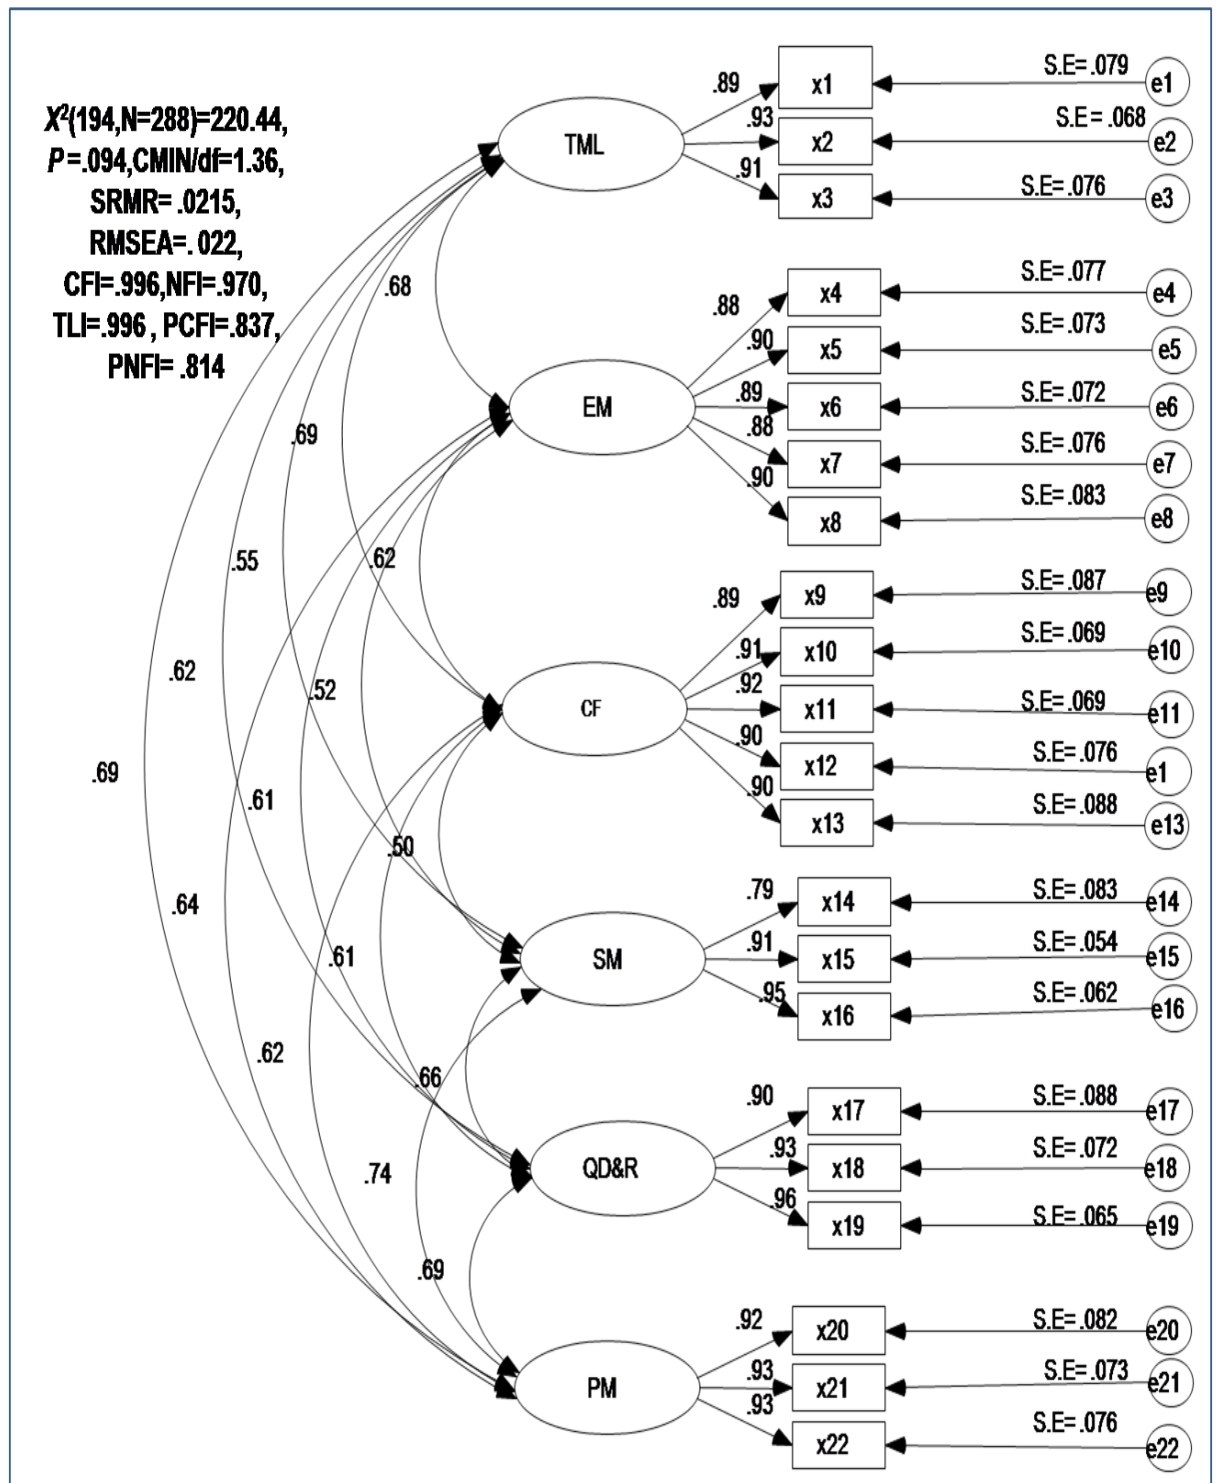 X²(194,N=288)=220.44,
P=.094,CMIN/df=1.36,
SRMR= .0215,
RMSEA=. 022,
CFI=.996,NFI=.970,
TLI=.996 , PCFI=.837,
PNFI= .814
TML
.89
x1
S.E= .079
e1
.93
x2
S.E = .068
e2
.91
x3
S.E= .076
e3
.68
EM
.88
x4
S.E= .077
e4
.90
x5
S.E= .073
e5
.89
x6
S.E= .072
e6
.88
x7
S.E= .076
e7
.90
x8
S.E= .083
e8
.69
.55
.62
CF
.89
x9
S.E= .087
e9
.91
x10
S.E= .069
e10
.92
x11
S.E= .069
e11
.90
x12
S.E= .076
e1
.90
x13
S.E= .088
e13
.62
.52
.69
.61
.50
SM
.79
x14
S.E= .083
e14
.91
x15
S.E= .054
e15
.95
x16
S.E= .062
e16
.64
.61
.62
.66
QD&R
.90
x17
S.E= .088
e17
.93
x18
S.E= .072
e18
.96
x19
S.E= .065
e19
.74
.69
PM
.92
x20
S.E= .082
e20
.93
x21
S.E= .073
e21
.93
x22
S.E= .076
e22